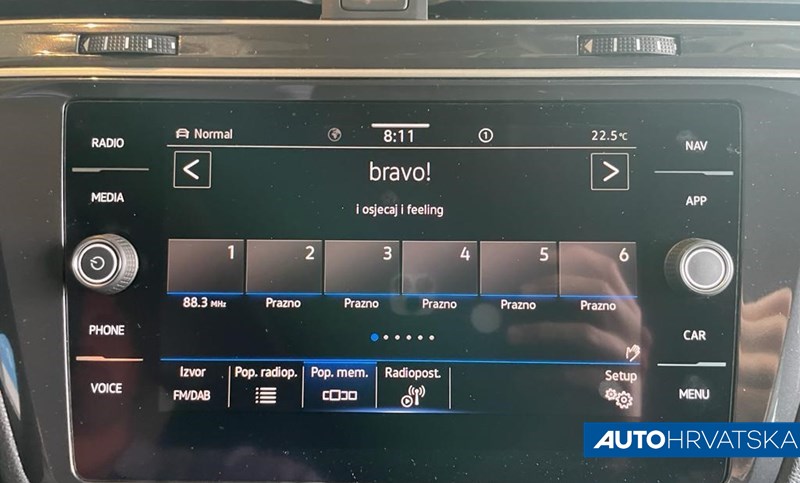 RADIO
MEDIA
PHONE
VOICE
Normal 8:11 1 22.5°C
< bravo! >
i osjecaj i feeling
1 2 3 4 5 6
88.3 MHz Prazno Prazno Prazno Prazno Prazno
Izvor Pop. radiop. Pop. mem. Radiopost. Setup
FM/DAB
NAV
APP
CAR
MENU
AUTOHRVATSKA